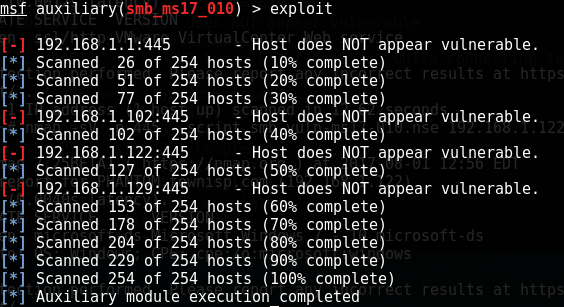 msf auxiliary(smb_ms17_010) > exploit
[-] 192.168.1.1:445 - Host does NOT appear vulnerable.
[*] Scanned 26 of 254 hosts (10% complete)
[*] Scanned 51 of 254 hosts (20% complete)
[*] Scanned 77 of 254 hosts (30% complete)
[-] 192.168.1.102:445 - Host does NOT appear vulnerable.
[*] Scanned 102 of 254 hosts (40% complete)
[-] 192.168.1.122:445 - Host does NOT appear vulnerable.
[*] Scanned 127 of 254 hosts (50% complete)
[-] 192.168.1.129:445 - Host does NOT appear vulnerable.
[*] Scanned 153 of 254 hosts (60% complete)
[*] Scanned 178 of 254 hosts (70% complete)
[*] Scanned 204 of 254 hosts (80% complete)
[*] Scanned 229 of 254 hosts (90% complete)
[*] Scanned 254 of 254 hosts (100% complete)
[*] Auxiliary module execution completed